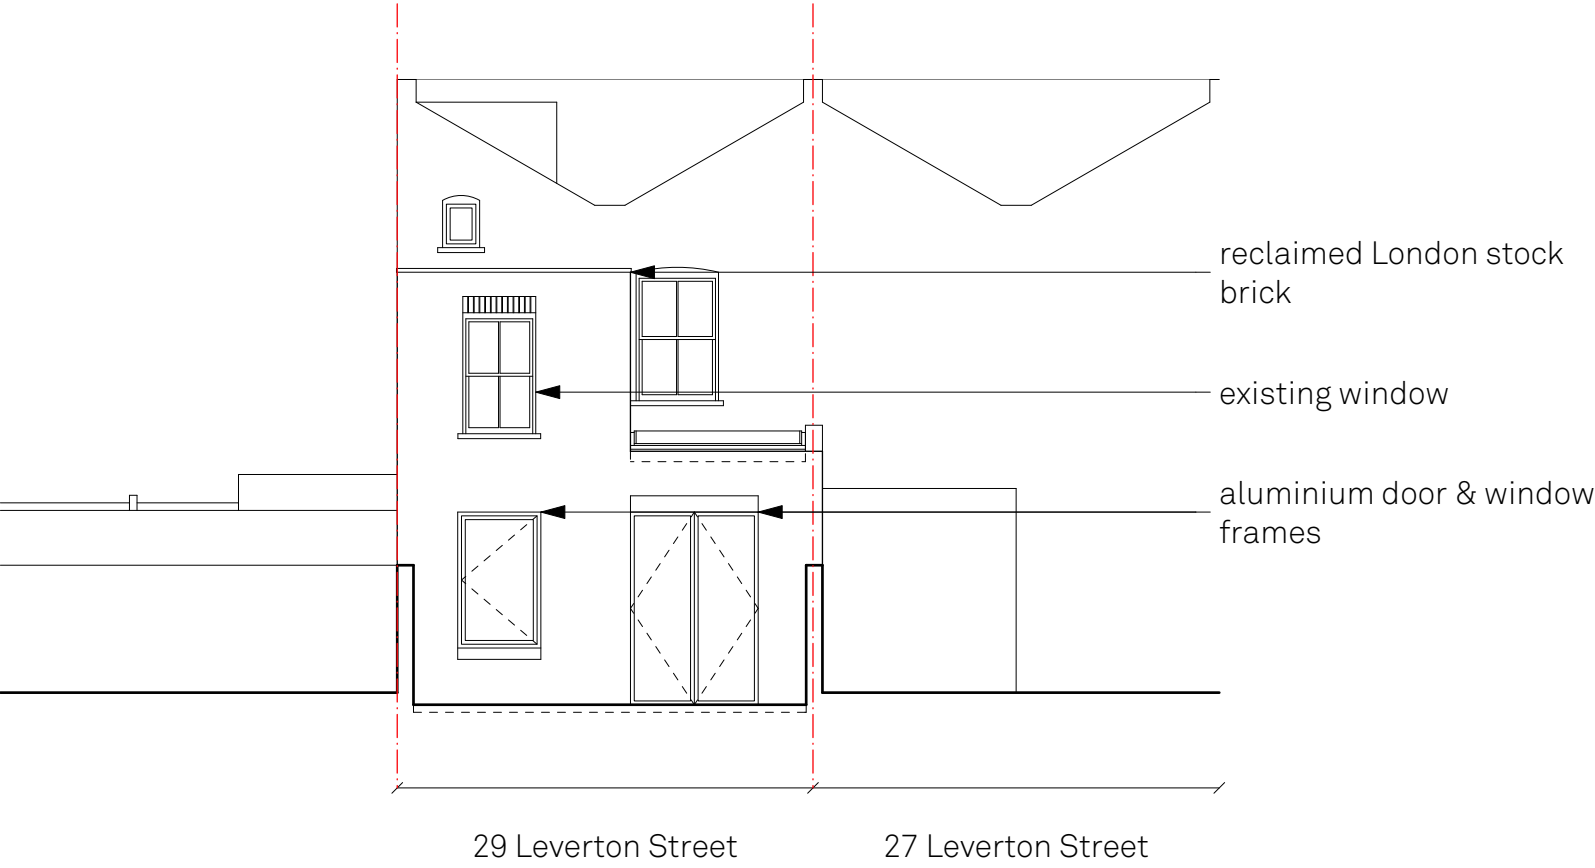 reclaimed London stock
brick
existing window
aluminium door & window
frames
29 Leverton Street
27 Leverton Street